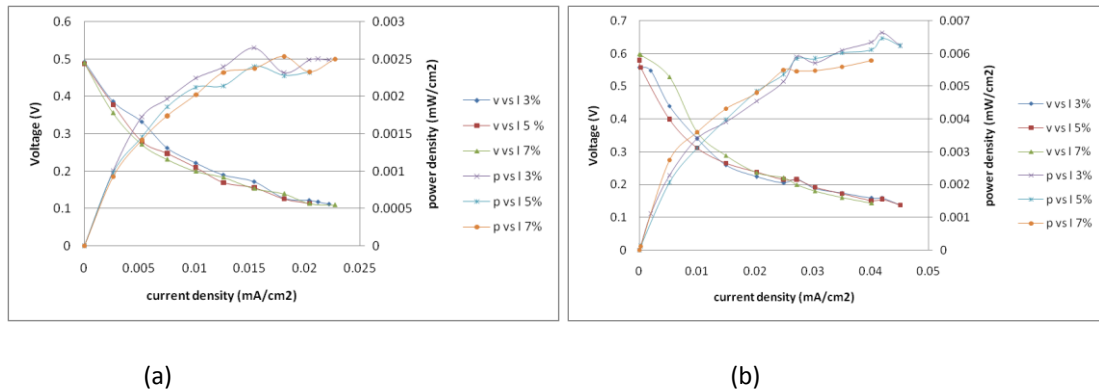 0.6
0.5
0.4
0.3
0.2
0.1
0
Voltage (V)
0.003
0.0025
0.002
0.0015
0.001
0.0005
0
power density (mW/cm2)
0 0.005 0.01 0.015 0.02 0.025
current density (mA/cm2)
v vs I 3%
v vs I 5 %
v vs I 7%
p vs I 3%
p vs I 5%
p vs I 7%
(a)
0.7
0.6
0.5
0.4
0.3
0.2
0.1
0
Voltage (V)
0.007
0.006
0.005
0.004
0.003
0.002
0.001
0
power density (mW/cm2)
0 0.01 0.02 0.03 0.04 0.05
current density (mA/cm2)
v vs I 3%
v vs I 5%
v vs I 7%
p vs I 3%
p vs I 5%
p vs I 7%
(b)